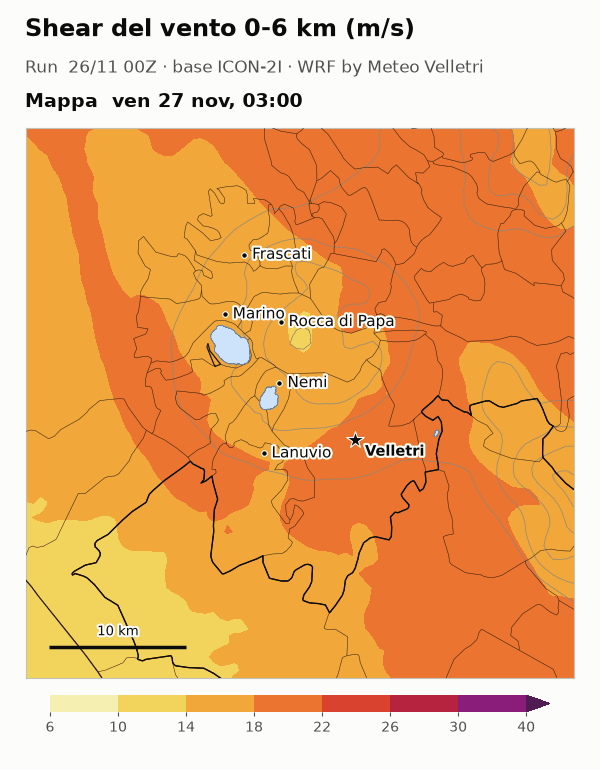 Shear del vento 0-6 km (m/s)
Run  26/11 00Z · base ICON-2I · WRF by Meteo Velletri
Mappa  ven 27 nov, 03:00
Frascati
Marino
Rocca di Papa
Nemi
Velletri
Lanuvio
10 km
6 10 14 18 22 26 30 40